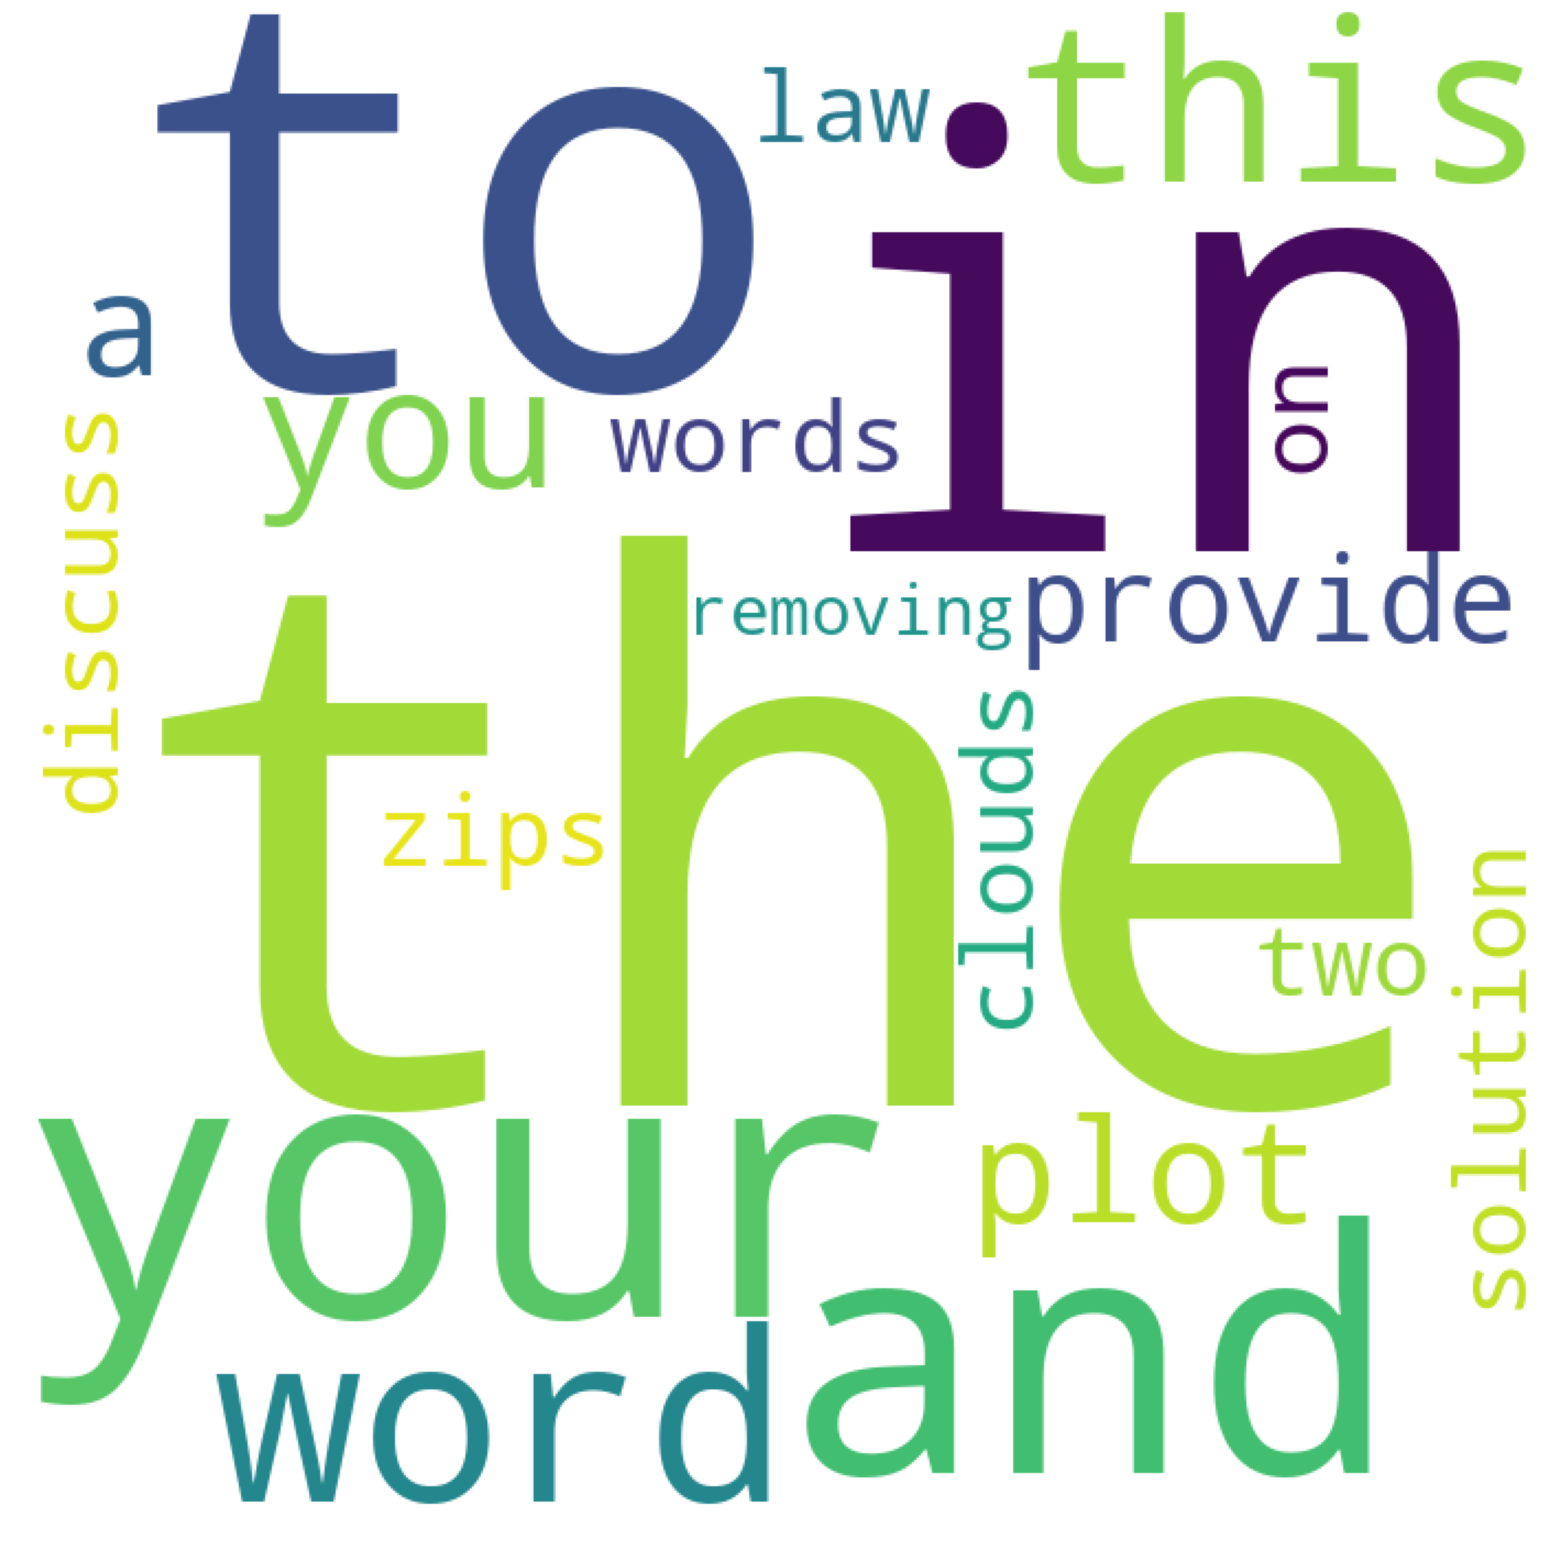 to
law
this
in
a
you
words
on
discuss
removing
provide
the
zips
clouds
two
solution
your
plot
word
and